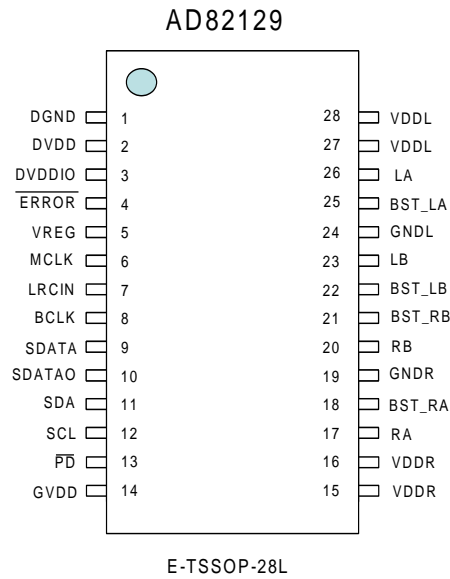 AD82129
DGND 1 28 VDDL
DVDD 2 27 VDDL
DVDDIO 3 26 LA
ERROR 4 25 BST_LA
VREG 5 24 GNDL
MCLK 6 23 LB
LRCIN 7 22 BST_LB
BCLK 8 21 BST_RB
SDATA 9 20 RB
SDATAO 10 19 GNDR
SDA 11 18 BST_RA
SCL 12 17 RA
PD 13 16 VDDR
GVDD 14 15 VDDR
E-TSSOP-28L